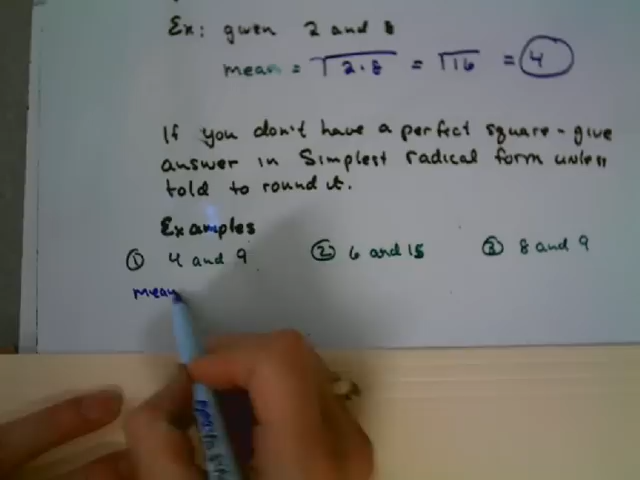 Ex: given 2 and 8
mean = √2·8 = √16 = 4
If you don't have a perfect square - give
answer in Simplest radical form unless
told to round it.
Examples
① 4 and 9 ② 6 and 15 ③ 8 and 9
mean